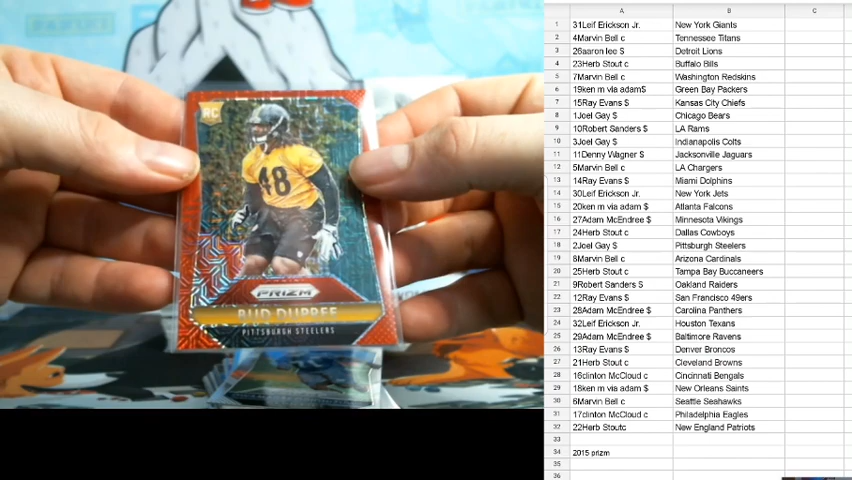 PANINI
RC
48
PRIZM
BUD DUPREE
PITTSBURGH STEELERS
A B C
1 31Leif Erickson Jr. New York Giants
2 4Marvin Bell c Tennessee Titans
3 26aaron lee S Detroit Lions
4 23Herb Stout c Buffalo Bills
5 7Marvin Bell c Washington Redskins
6 19ken m via adam$ Green Bay Packers
7 15Ray Evans $ Kansas City Chiefs
8 1Joel Gay $ Chicago Bears
9 10Robert Sanders $ LA Rams
10 3Joel Gay $ Indianapolis Colts
11 11Denny Wagner $ Jacksonville Jaguars
12 5Marvin Bell c LA Chargers
13 14Ray Evans $ Miami Dolphins
14 30Leif Erickson Jr. New York Jets
15 20ken m via adam $ Atlanta Falcons
16 27Adam McEndree $ Minnesota Vikings
17 24Herb Stout c Dallas Cowboys
18 2Joel Gay $ Pittsburgh Steelers
19 8Marvin Bell c Arizona Cardinals
20 25Herb Stout c Tampa Bay Buccaneers
21 9Robert Sanders $ Oakland Raiders
22 12Ray Evans $ San Francisco 49ers
23 28Adam McEndree $ Carolina Panthers
24 32Leif Erickson Jr. Houston Texans
25 29Adam McEndree $ Baltimore Ravens
26 13Ray Evans $ Denver Broncos
27 21Herb Stout c Cleveland Browns
28 16clinton McCloud c Cincinnati Bengals
29 18ken m via adam $ New Orleans Saints
30 6Marvin Bell c Seattle Seahawks
31 17clinton McCloud c Philadelphia Eagles
32 22Herb Stoutc New England Patriots
33
34 2015 prizm
35
36